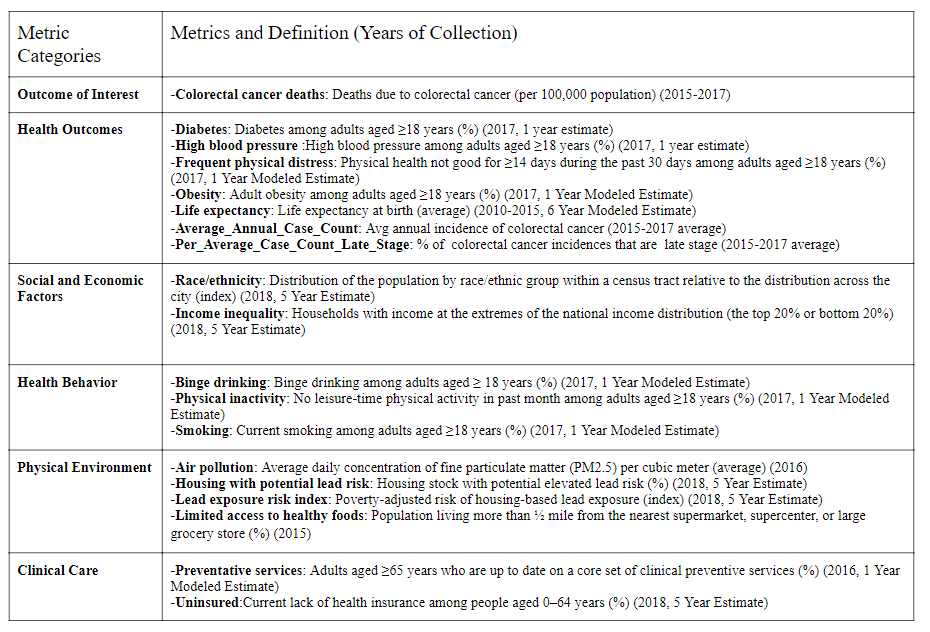 Metric
Categories
Metrics and Definition (Years of Collection)
Outcome of Interest
-Colorectal cancer deaths: Deaths due to colorectal cancer (per 100,000 population) (2015-2017)
Health Outcomes
-Diabetes: Diabetes among adults aged ≥18 years (%) (2017, 1 year estimate)
-High blood pressure :High blood pressure among adults aged ≥18 years (%) (2017, 1 year estimate)
-Frequent physical distress: Physical health not good for ≥14 days during the past 30 days among adults aged ≥18 years (%)
(2017, 1 Year Modeled Estimate)
-Obesity: Adult obesity among adults aged ≥18 years (%) (2017, 1 Year Modeled Estimate)
-Life expectancy: Life expectancy at birth (average) (2010-2015, 6 Year Modeled Estimate)
-Average_Annual_Case_Count: Avg annual incidence of colorectal cancer (2015-2017 average)
-Per_Average_Case_Count_Late_Stage: % of colorectal cancer incidences that are late stage (2015-2017 average)
Social and Economic
Factors
-Race/ethnicity: Distribution of the population by race/ethnic group within a census tract relative to the distribution across the
city (index) (2018, 5 Year Estimate)
-Income inequality: Households with income at the extremes of the national income distribution (the top 20% or bottom 20%)
(2018, 5 Year Estimate)
Health Behavior
-Binge drinking: Binge drinking among adults aged ≥ 18 years (%) (2017, 1 Year Modeled Estimate)
-Physical inactivity: No leisure-time physical activity in past month among adults aged ≥18 years (%) (2017, 1 Year Modeled
Estimate)
-Smoking: Current smoking among adults aged ≥18 years (%) (2017, 1 Year Modeled Estimate)
Physical Environment
-Air pollution: Average daily concentration of fine particulate matter (PM2.5) per cubic meter (average) (2016)
-Housing with potential lead risk: Housing stock with potential elevated lead risk (%) (2018, 5 Year Estimate)
-Lead exposure risk index: Poverty-adjusted risk of housing-based lead exposure (index) (2018, 5 Year Estimate)
-Limited access to healthy foods: Population living more than ½ mile from the nearest supermarket, supercenter, or large
grocery store (%) (2015)
Clinical Care
-Preventative services: Adults aged ≥65 years who are up to date on a core set of clinical preventive services (%) (2016, 1 Year
Modeled Estimate)
-Uninsured:Current lack of health insurance among people aged 0–64 years (%) (2018, 5 Year Estimate)